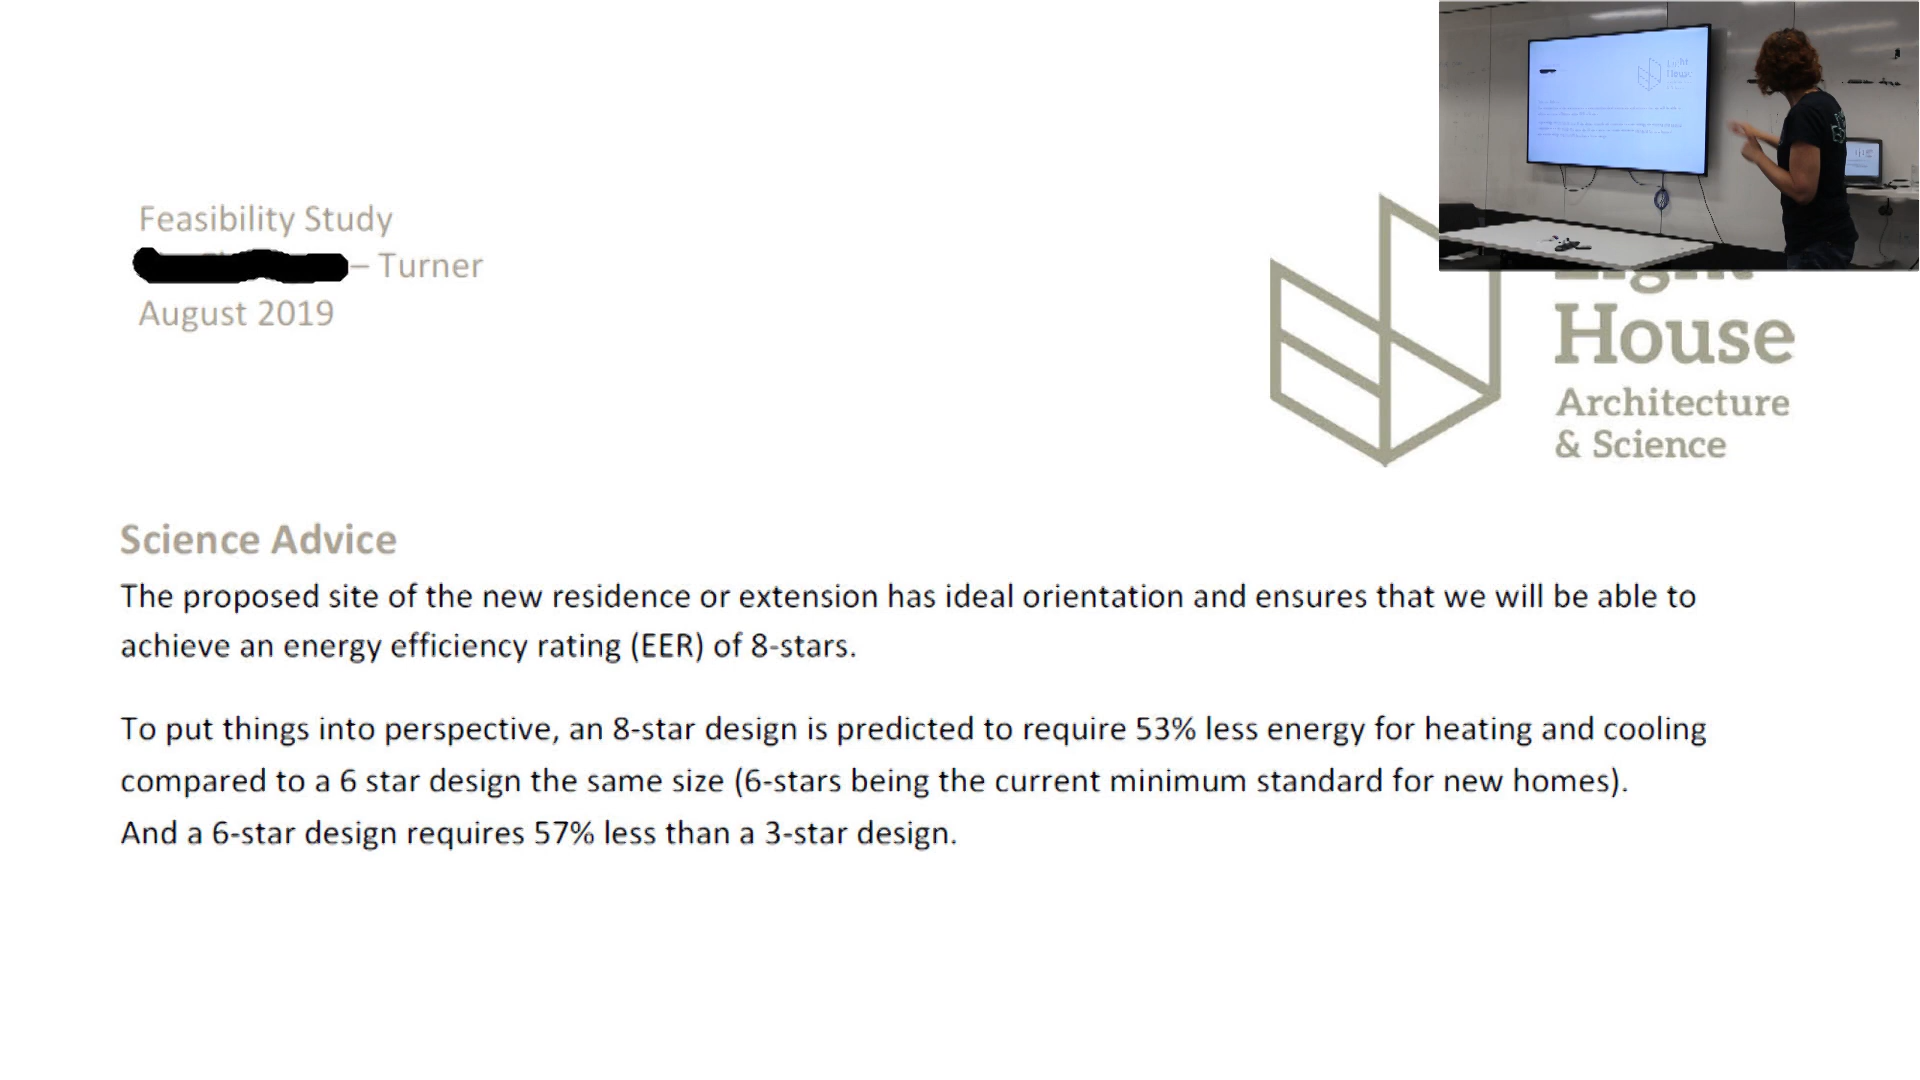 Feasibility Study
– Turner
August 2019
Light
House
Architecture
& Science
Science Advice
The proposed site of the new residence or extension has ideal orientation and ensures that we will be able to
achieve an energy efficiency rating (EER) of 8-stars.
To put things into perspective, an 8-star design is predicted to require 53% less energy for heating and cooling
compared to a 6 star design the same size (6-stars being the current minimum standard for new homes).
And a 6-star design requires 57% less than a 3-star design.